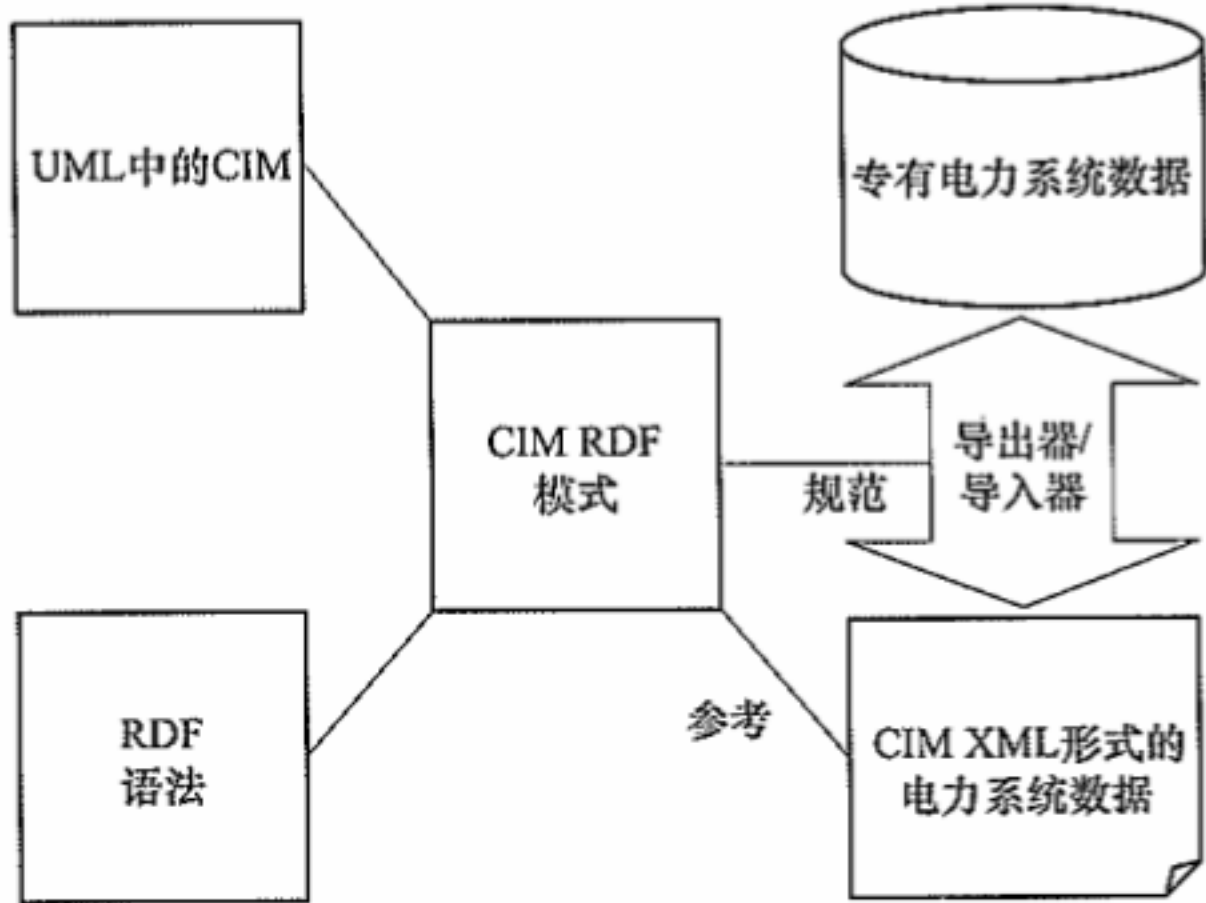 UML中的CIM
专有电力系统数据
CIM RDF
模式
规范
导出器/
导入器
RDF
语法
参考
CIM XML形式的
电力系统数据